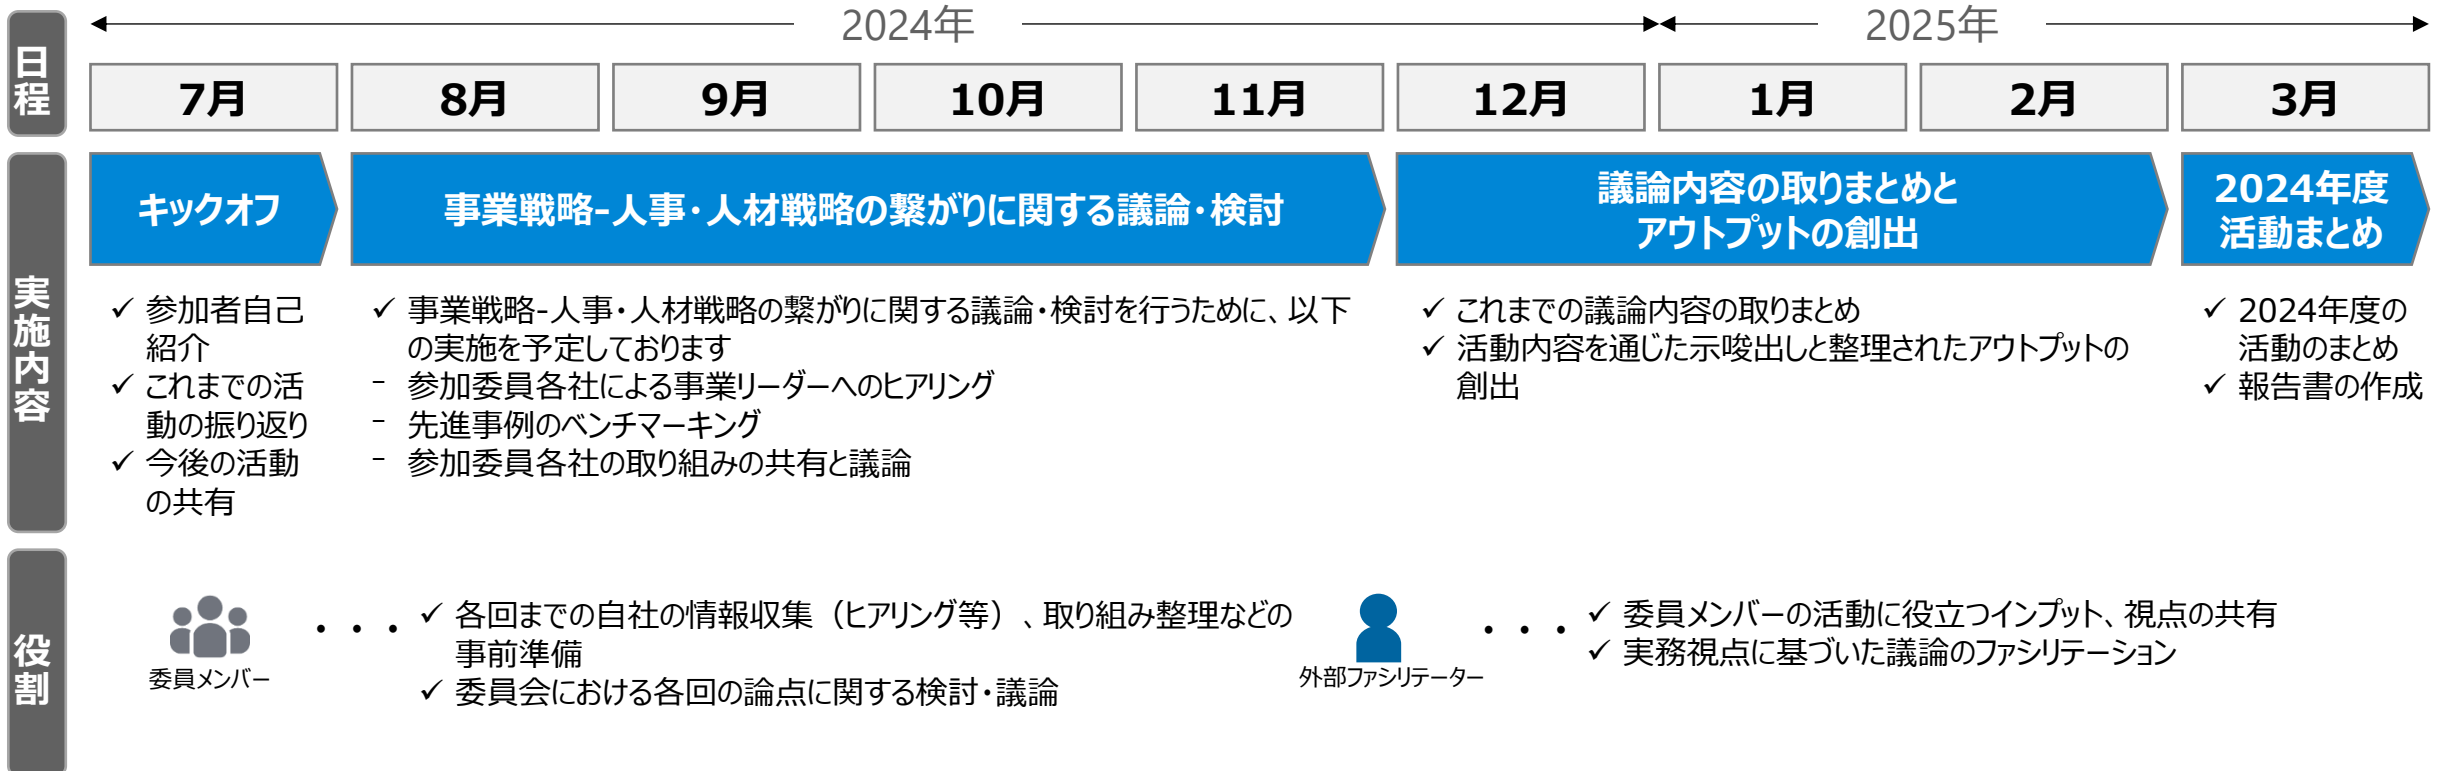 日程
2024年
2025年
7月
8月
9月
10月
11月
12月
1月
2月
3月
実施内容
キックオフ
事業戦略-人事・人材戦略の繋がりに関する議論・検討
議論内容の取りまとめと
アウトプットの創出
2024年度
活動まとめ
✓ 参加者自己
紹介
✓ これまでの活
動の振り返り
✓ 今後の活動
の共有
✓ 事業戦略-人事・人材戦略の繋がりに関する議論・検討を行うために、以下
の実施を予定しております
- 参加委員各社による事業リーダーへのヒアリング
- 先進事例のベンチマーキング
- 参加委員各社の取り組みの共有と議論
✓ これまでの議論内容の取りまとめ
✓ 活動内容を通じた示唆出しと整理されたアウトプットの
創出
✓ 2024年度の
活動のまとめ
✓ 報告書の作成
役割
委員メンバー
・・・
✓ 各回までの自社の情報収集（ヒアリング等）、取り組み整理などの
事前準備
✓ 委員会における各回の論点に関する検討・議論
外部ファシリテーター
・・・
✓ 委員メンバーの活動に役立つインプット、視点の共有
✓ 実務視点に基づいた議論のファシリテーション